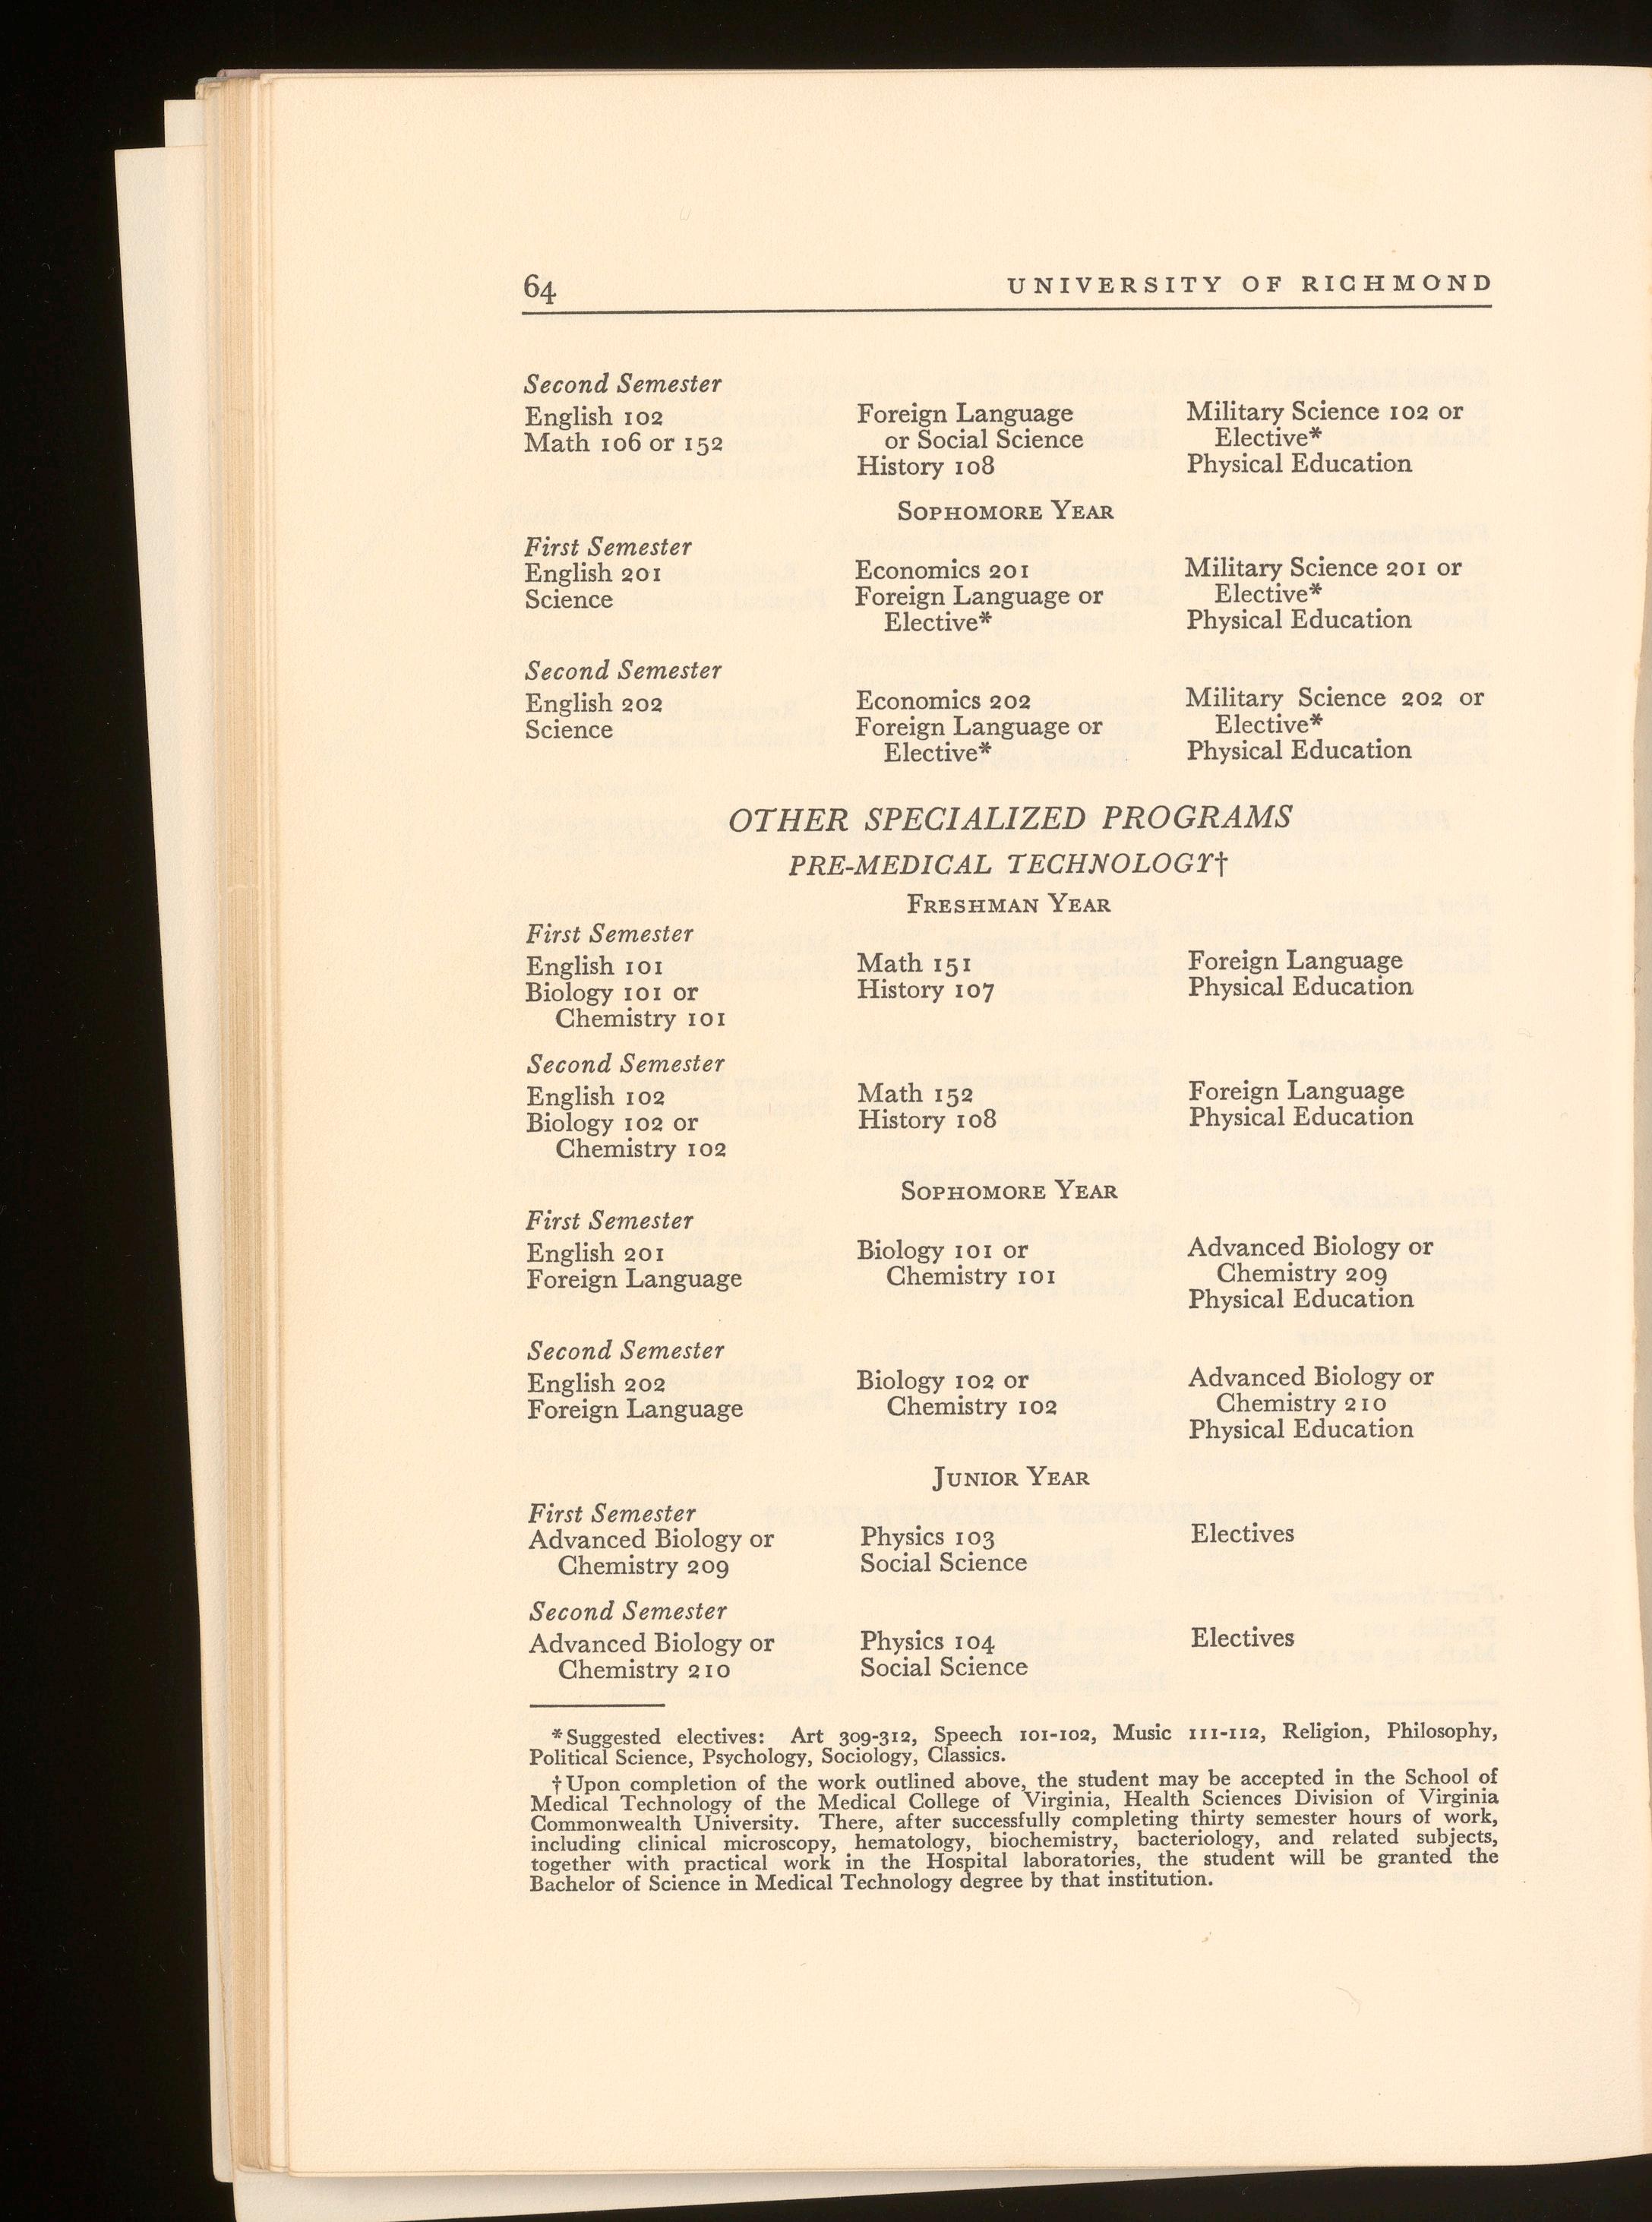 64 UNIVERSITY OF RICHMOND
Second Semester
English 102
Math 106 or 152
Foreign Language
or Social Science
History 108
Military Science 102 or
Elective*
Physical Education
SOPHOMORE YEAR
First Semester
English 201
Science
Economics 201
Foreign Language or
Elective*
Military Science 201 or
Elective*
Physical Education
Second Semester
English 202
Science
Economics 202
Foreign Language or
Elective*
Military Science 202 or
Elective*
Physical Education
OTHER SPECIALIZED PROGRAMS
PRE-MEDICAL TECHNOLOGY†
FRESHMAN YEAR
First Semester
English 101
Biology 101 or
Chemistry 101
Math 151
History 107
Foreign Language
Physical Education
Second Semester
English 102
Biology 102 or
Chemistry 102
Math 152
History 108
Foreign Language
Physical Education
SOPHOMORE YEAR
First Semester
English 201
Foreign Language
Biology 101 or
Chemistry 101
Advanced Biology or
Chemistry 209
Physical Education
Second Semester
English 202
Foreign Language
Biology 102 or
Chemistry 102
Advanced Biology or
Chemistry 210
Physical Education
JUNIOR YEAR
First Semester
Advanced Biology or
Chemistry 209
Physics 103
Social Science
Electives
Second Semester
Advanced Biology or
Chemistry 210
Physics 104
Social Science
Electives
*Suggested electives: Art 309-312, Speech 101-102, Music 111-112, Religion, Philosophy,
Political Science, Psychology, Sociology, Classics.
†Upon completion of the work outlined above, the student may be accepted in the School of
Medical Technology of the Medical College of Virginia, Health Sciences Division of Virginia
Commonwealth University. There, after successfully completing thirty semester hours of work,
including clinical microscopy, hematology, biochemistry, bacteriology, and related subjects,
together with practical work in the Hospital laboratories, the student will be granted the
Bachelor of Science in Medical Technology degree by that institution.